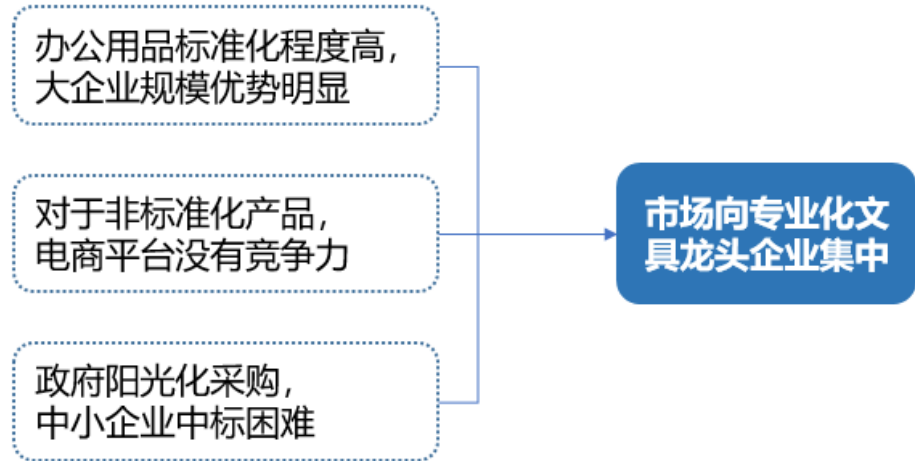 办公用品标准化程度高，
大企业规模优势明显
对于非标准化产品，
电商平台没有竞争力
政府阳光化采购，
中小企业中标困难
市场向专业化文
具龙头企业集中